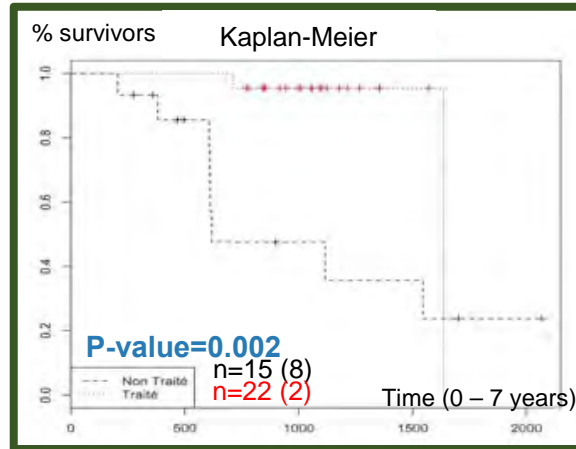 % survivors
Kaplan-Meier
1.0
0.8
0.6
0.4
0.2
0.0
P-value=0.002
n=15 (8)
Non Traité
n=22 (2)
Traité
Time (0 – 7 years)
0
500
1000
1500
2000